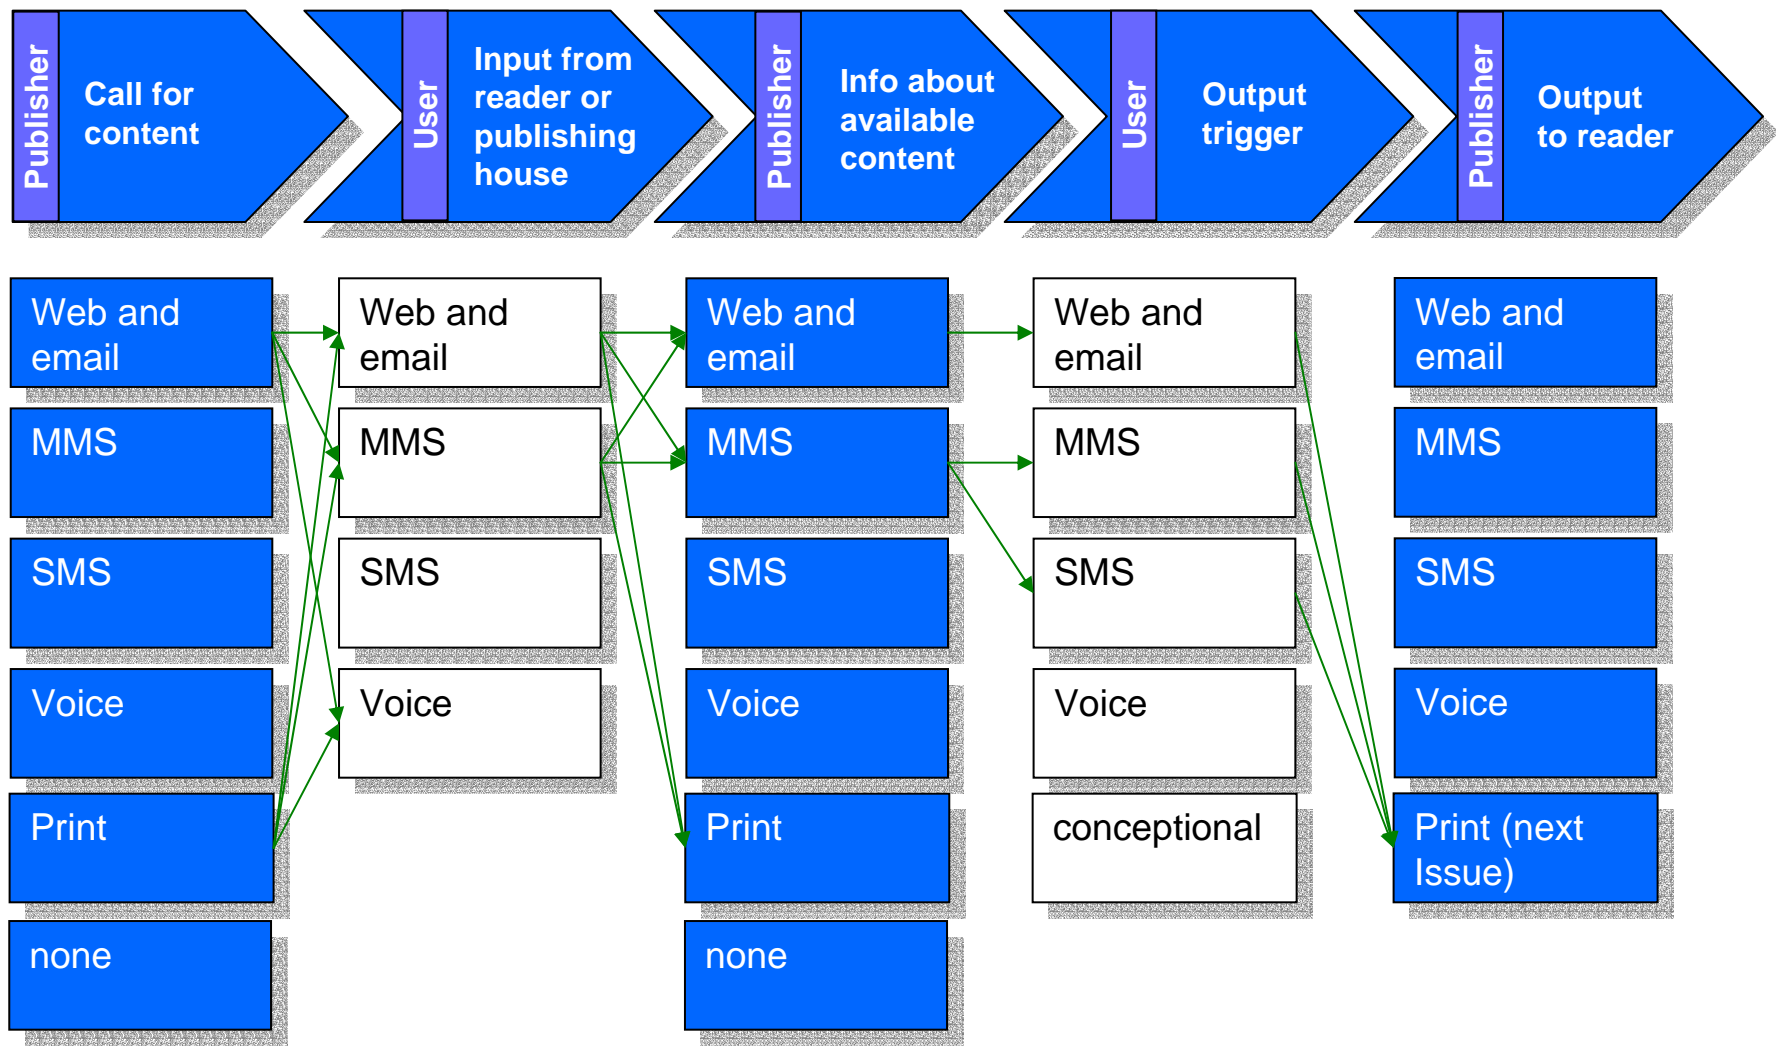 Publisher
Call for
content
User
Input from
reader or
publishing
house
Publisher
Info about
available
content
User
Output
trigger
Publisher
Output
to reader
Web and
email
MMS
SMS
Voice
Print
none
Web and
email
MMS
SMS
Voice
Web and
email
MMS
SMS
Voice
Print
none
Web and
email
MMS
SMS
Voice
conceptional
Web and
email
MMS
SMS
Voice
Print (next
Issue)